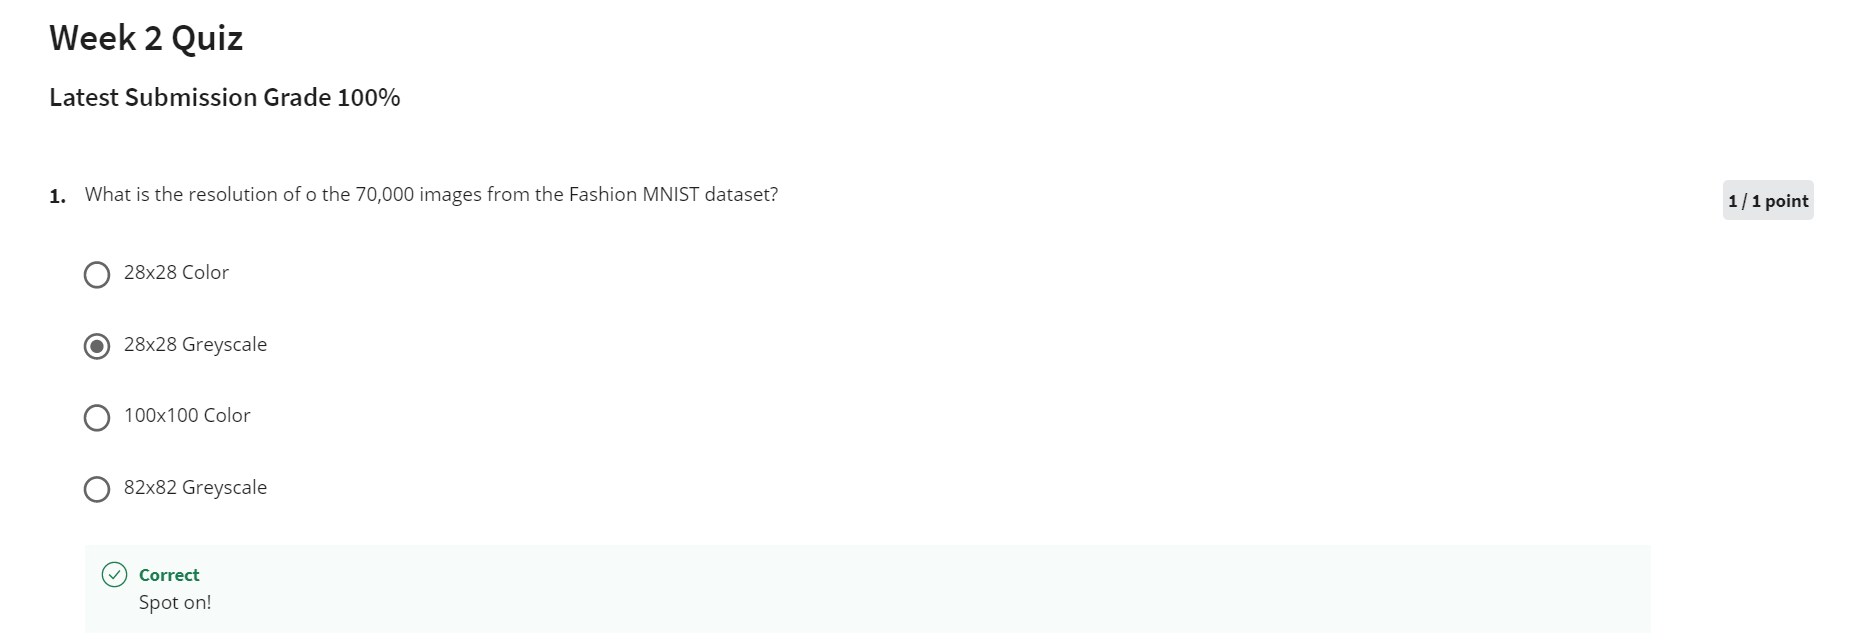 Week 2 Quiz
Latest Submission Grade 100%
1. What is the resolution of o the 70,000 images from the Fashion MNIST dataset?
1 / 1 point
28x28 Color
28x28 Greyscale
100x100 Color
82x82 Greyscale
Correct
Spot on!